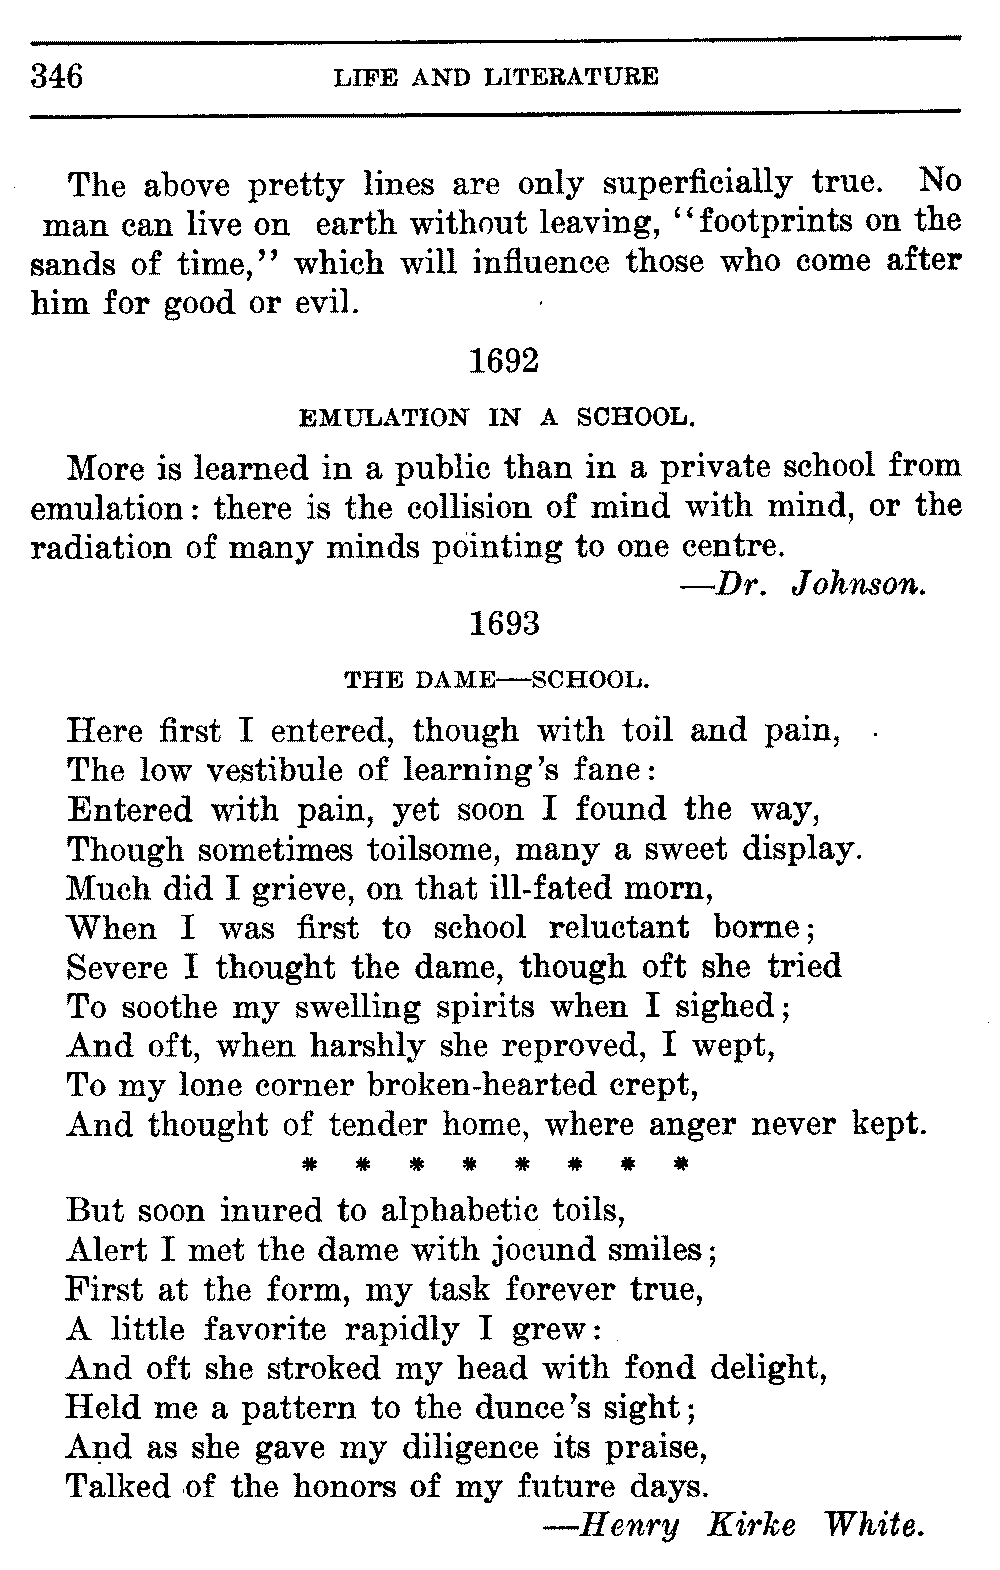 346 LIFE AND LITERATURE
The above pretty lines are only superficially true. No
man can live on earth without leaving, "footprints on the
sands of time," which will influence those who come after
him for good or evil.
1692
EMULATION IN A SCHOOL.
More is learned in a public than in a private school from
emulation: there is the collision of mind with mind, or the
radiation of many minds pointing to one centre.
—Dr. Johnson.
1693
THE DAME—SCHOOL.
Here first I entered, though with toil and pain,
The low vestibule of learning's fane:
Entered with pain, yet soon I found the way,
Though sometimes toilsome, many a sweet display.
Much did I grieve, on that ill-fated morn,
When I was first to school reluctant borne;
Severe I thought the dame, though oft she tried
To soothe my swelling spirits when I sighed;
And oft, when harshly she reproved, I wept,
To my lone corner broken-hearted crept,
And thought of tender home, where anger never kept.
* * * * * * * *
But soon inured to alphabetic toils,
Alert I met the dame with jocund smiles;
First at the form, my task forever true,
A little favorite rapidly I grew:
And oft she stroked my head with fond delight,
Held me a pattern to the dunce's sight;
And as she gave my diligence its praise,
Talked of the honors of my future days.
—Henry Kirke White.